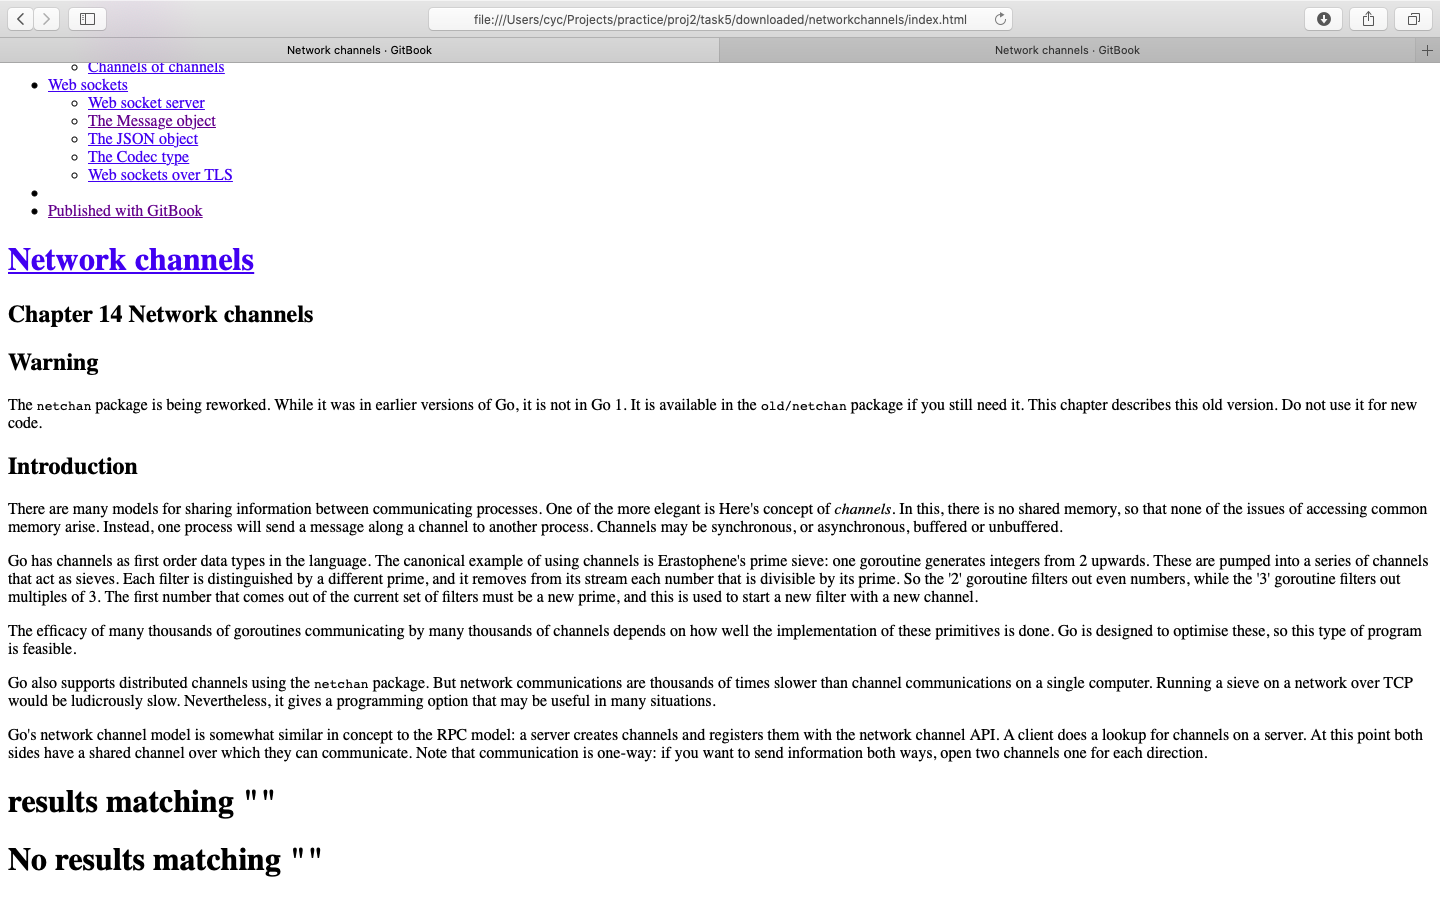 file:///Users/cyc/Projects/practice/proj2/task5/downloaded/networkchannels/index.html
Network channels · GitBook
Network channels · GitBook
Channels of channels
Web sockets
Web socket server
The Message object
The JSON object
The Codec type
Web sockets over TLS
Published with GitBook
Network channels
Chapter 14 Network channels
Warning
The netchan package is being reworked. While it was in earlier versions of Go, it is not in Go 1. It is available in the old/netchan package if you still need it. This chapter describes this old version. Do not use it for new
code.
Introduction
There are many models for sharing information between communicating processes. One of the more elegant is Here's concept of channels. In this, there is no shared memory, so that none of the issues of accessing common
memory arise. Instead, one process will send a message along a channel to another process. Channels may be synchronous, or asynchronous, buffered or unbuffered.
Go has channels as first order data types in the language. The canonical example of using channels is Erastophene's prime sieve: one goroutine generates integers from 2 upwards. These are pumped into a series of channels
that act as sieves. Each filter is distinguished by a different prime, and it removes from its stream each number that is divisible by its prime. So the '2' goroutine filters out even numbers, while the '3' goroutine filters out
multiples of 3. The first number that comes out of the current set of filters must be a new prime, and this is used to start a new filter with a new channel.
The efficacy of many thousands of goroutines communicating by many thousands of channels depends on how well the implementation of these primitives is done. Go is designed to optimise these, so this type of program
is feasible.
Go also supports distributed channels using the netchan package. But network communications are thousands of times slower than channel communications on a single computer. Running a sieve on a network over TCP
would be ludicrously slow. Nevertheless, it gives a programming option that may be useful in many situations.
Go's network channel model is somewhat similar in concept to the RPC model: a server creates channels and registers them with the network channel API. A client does a lookup for channels on a server. At this point both
sides have a shared channel over which they can communicate. Note that communication is one-way: if you want to send information both ways, open two channels one for each direction.
results matching ""
No results matching ""